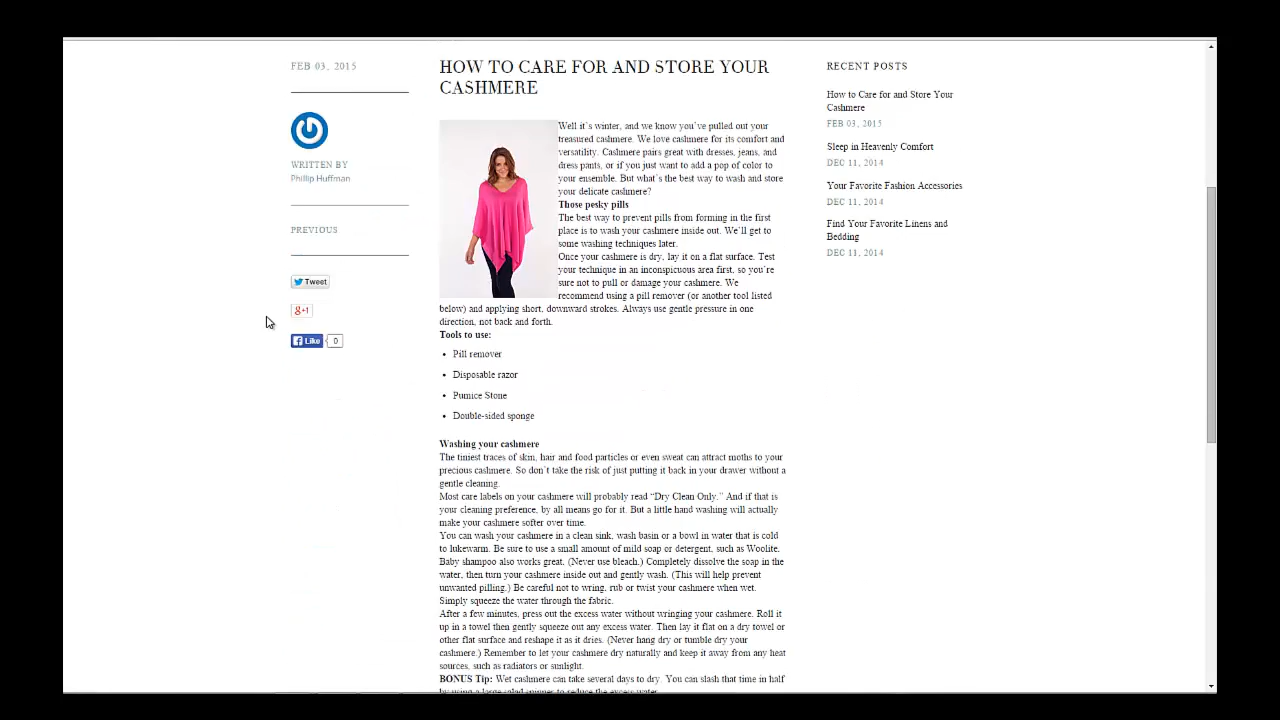 FEB 03, 2015
WRITTEN BY
Phillip Huffman
PREVIOUS
Tweet
g+1
Like 0
HOW TO CARE FOR AND STORE YOUR
CASHMERE
Well it's winter, and we know you've pulled out your
treasured cashmere. We love cashmere for its comfort and
versatility. Cashmere pairs great with dresses, jeans, and
dress pants, or if you just want to add a pop of color to
your ensemble. But what's the best way to wash and store
your delicate cashmere?
Those pesky pills
The best way to prevent pills from forming in the first
place is to wash your cashmere inside out. We'll get to
some washing techniques later.
Once your cashmere is dry, lay it on a flat surface. Test
your technique in an inconspicuous area first, so you're
sure not to pull or damage your cashmere. We
recommend using a pill remover (or another tool listed
below) and applying short, downward strokes. Always use gentle pressure in one
direction, not back and forth.
Tools to use:
• Pill remover
• Disposable razor
• Pumice Stone
• Double-sided sponge
Washing your cashmere
The tiniest traces of skin, hair and food particles or even sweat can attract moths to your
precious cashmere. So don't take the risk of just putting it back in your drawer without a
gentle cleaning.
Most care labels on your cashmere will probably read “Dry Clean Only.” And if that is
your cleaning preference, by all means go for it. But a little hand washing will actually
make your cashmere softer over time.
You can wash your cashmere in a clean sink, wash basin or a bowl in water that is cold
to lukewarm. Be sure to use a small amount of mild soap or detergent, such as Woolite.
Baby shampoo also works great. (Never use bleach.) Completely dissolve the soap in the
water, then turn your cashmere inside out and gently wash. (This will help prevent
unwanted pilling.) Be careful not to wring, rub or twist your cashmere when wet.
Simply squeeze the water through the fabric.
After a few minutes, press out the excess water without wringing your cashmere. Roll it
up in a towel then gently squeeze out any excess water. Then lay it flat on a dry towel or
other flat surface and reshape it as it dries. (Never hang dry or tumble dry your
cashmere.) Remember to let your cashmere dry naturally and keep it away from any heat
sources, such as radiators or sunlight.
BONUS Tip: Wet cashmere can take several days to dry. You can slash that time in half
by using a large salad spinner to reduce the excess water.
RECENT POSTS
How to Care for and Store Your
Cashmere
FEB 03, 2015
Sleep in Heavenly Comfort
DEC 11, 2014
Your Favorite Fashion Accessories
DEC 11, 2014
Find Your Favorite Linens and
Bedding
DEC 11, 2014